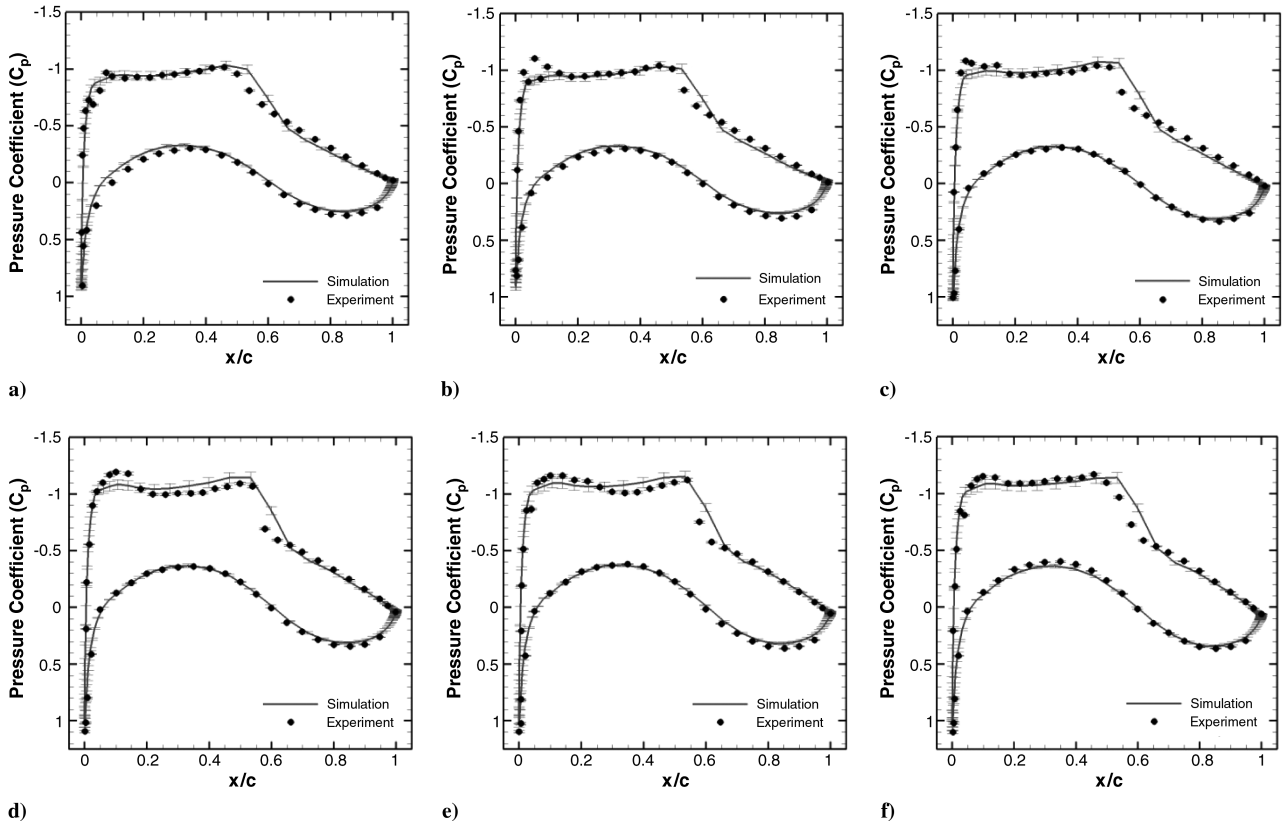 -1.5
-1
-0.5
0
0.5
1
Pressure Coefficient (Cp)
Simulation
Experiment
0 0.2 0.4 0.6 0.8 1
x/c
a)
-1.5
-1
-0.5
0
0.5
1
Pressure Coefficient (Cp)
Simulation
Experiment
0 0.2 0.4 0.6 0.8 1
x/c
b)
-1.5
-1
-0.5
0
0.5
1
Pressure Coefficient (Cp)
Simulation
Experiment
0 0.2 0.4 0.6 0.8 1
x/c
c)
-1.5
-1
-0.5
0
0.5
1
Pressure Coefficient (Cp)
Simulation
Experiment
0 0.2 0.4 0.6 0.8 1
x/c
d)
-1.5
-1
-0.5
0
0.5
1
Pressure Coefficient (Cp)
Simulation
Experiment
0 0.2 0.4 0.6 0.8 1
x/c
e)
-1.5
-1
-0.5
0
0.5
1
Pressure Coefficient (Cp)
Simulation
Experiment
0 0.2 0.4 0.6 0.8 1
x/c
f)